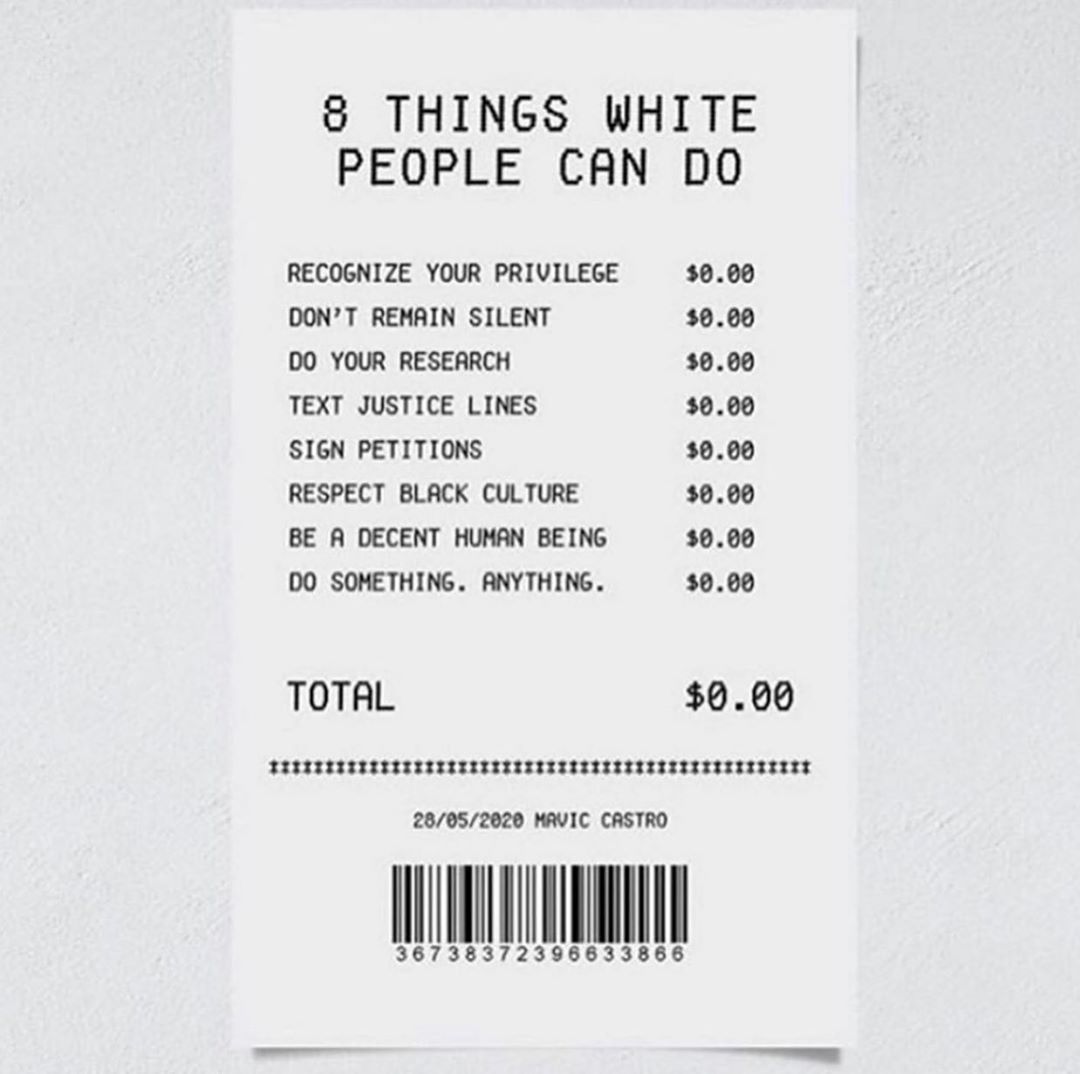 8 THINGS WHITE
PEOPLE CAN DO
RECOGNIZE YOUR PRIVILEGE $0.00
DON'T REMAIN SILENT $0.00
DO YOUR RESEARCH $0.00
TEXT JUSTICE LINES $0.00
SIGN PETITIONS $0.00
RESPECT BLACK CULTURE $0.00
BE A DECENT HUMAN BEING $0.00
DO SOMETHING. ANYTHING. $0.00
TOTAL $0.00
‡‡‡‡‡‡‡‡‡‡‡‡‡‡‡‡‡‡‡‡‡‡‡‡‡‡‡‡‡‡‡‡‡‡‡‡‡‡‡‡‡‡‡‡‡‡‡‡‡
28/05/2020 MAVIC CASTRO
36738372396633866